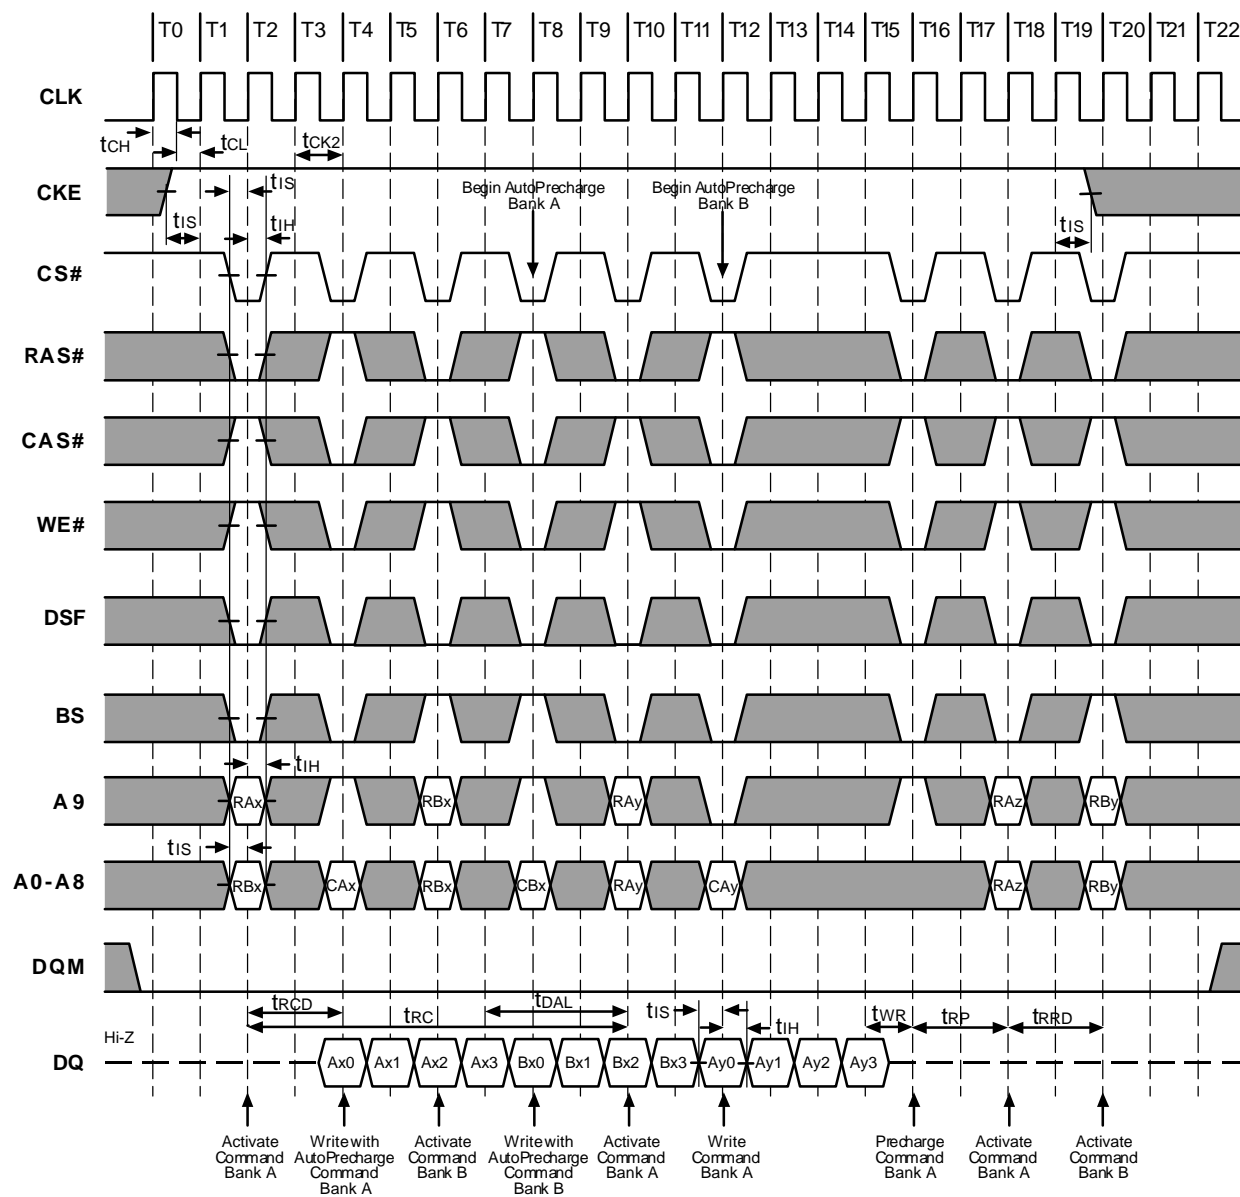 T0 T1 T2 T3 T4 T5 T6 T7 T8 T9 T10 T11 T12 T13 T14 T15 T16 T17 T18 T19 T20 T21 T22
CLK
tCH tCL tCK2
CKE
tIS
Begin AutoPrecharge
Bank A
Begin AutoPrecharge
Bank B
tIS tIH tIS
CS#
RAS#
CAS#
WE#
DSF
BS
tIH
A9 RAx RBx RAy RAz RBy
tIS
A0-A8 RBx CAx RBx CBx RAy CAy RAz RBy
DQM
tRCD tRC tDAL tIS tIH tWR tRP tRRD
Hi-Z
DQ Ax0 Ax1 Ax2 Ax3 Bx0 Bx1 Bx2 Bx3 Ay0 Ay1 Ay2 Ay3
Activate
Command
Bank A
Write with
AutoPrecharge
Command
Bank A
Activate
Command
Bank B
Write with
AutoPrecharge
Command
Bank B
Activate
Command
Bank A
Write
Command
Bank A
Precharge
Command
Bank A
Activate
Command
Bank A
Activate
Command
Bank B